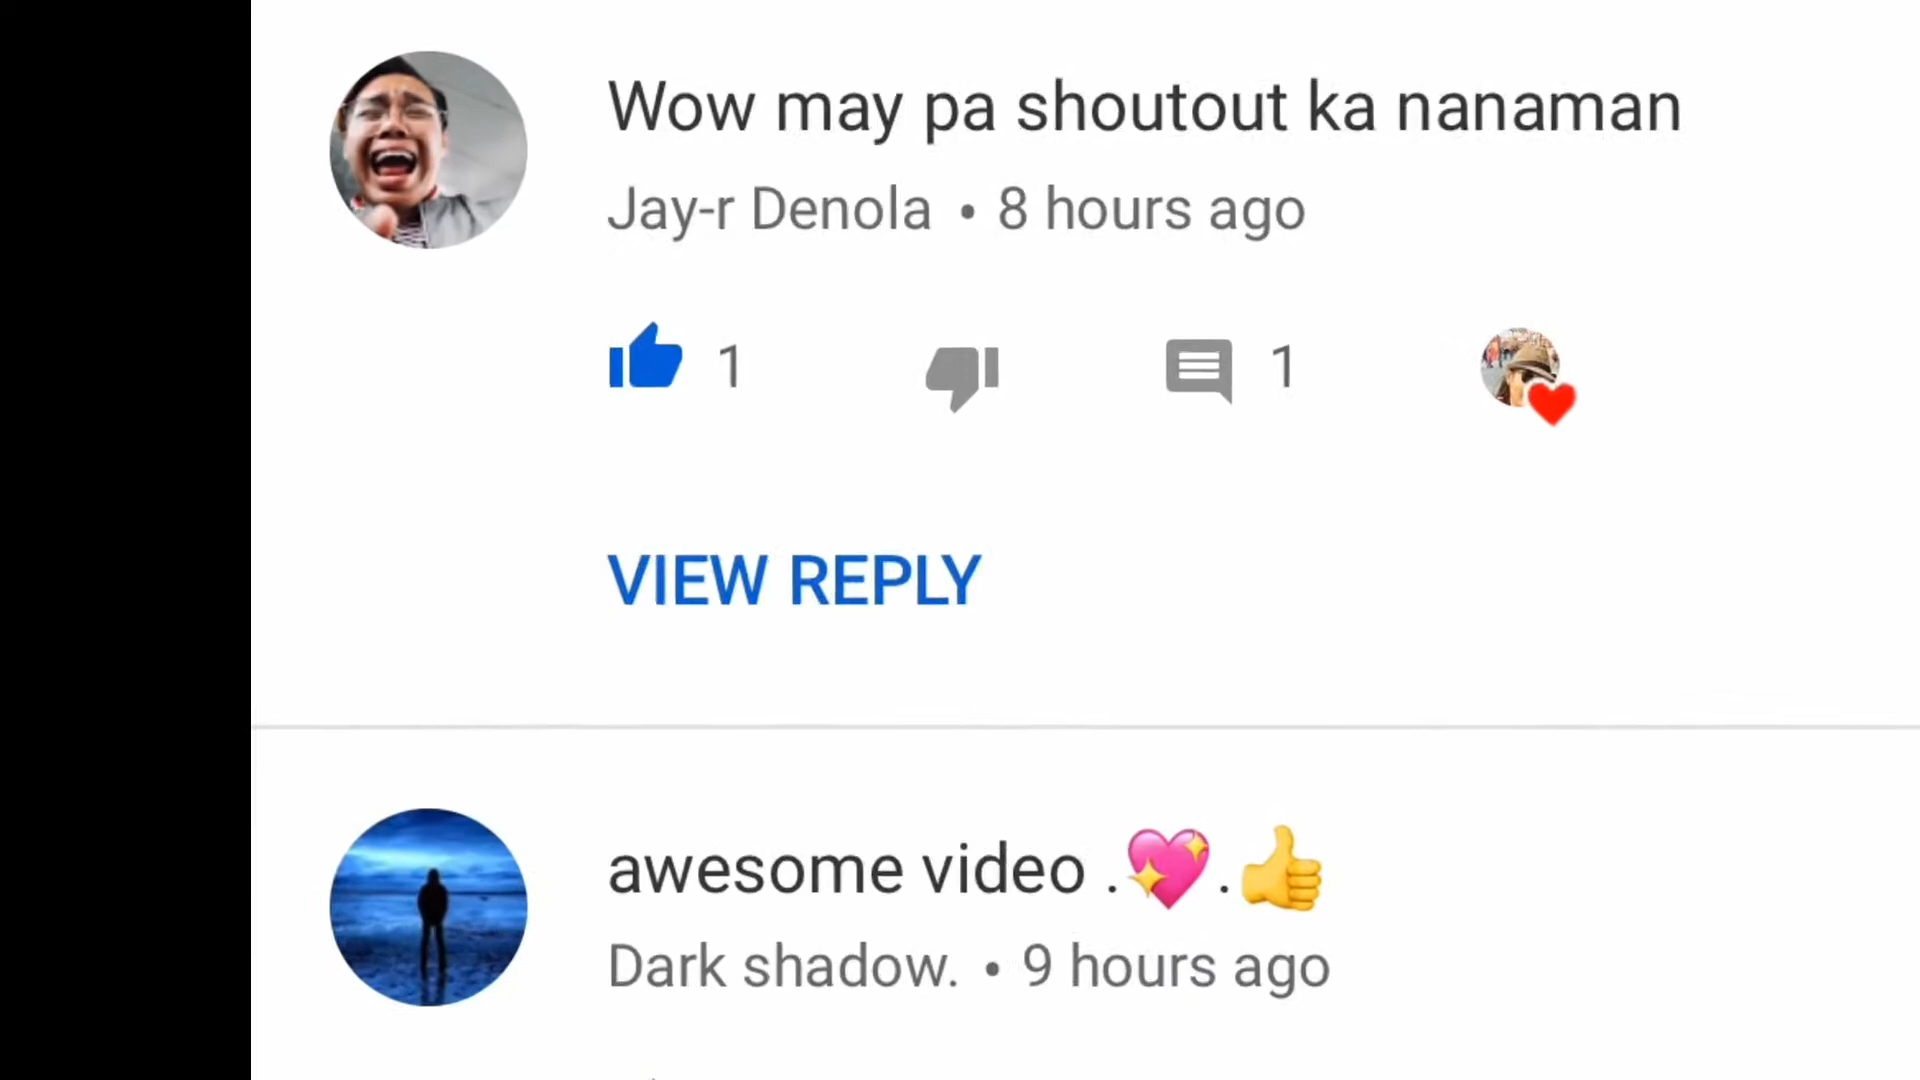 Wow may pa shoutout ka nanaman
Jay-r Denola • 8 hours ago
1 1
VIEW REPLY
awesome video .💖.👍
Dark shadow. • 9 hours ago